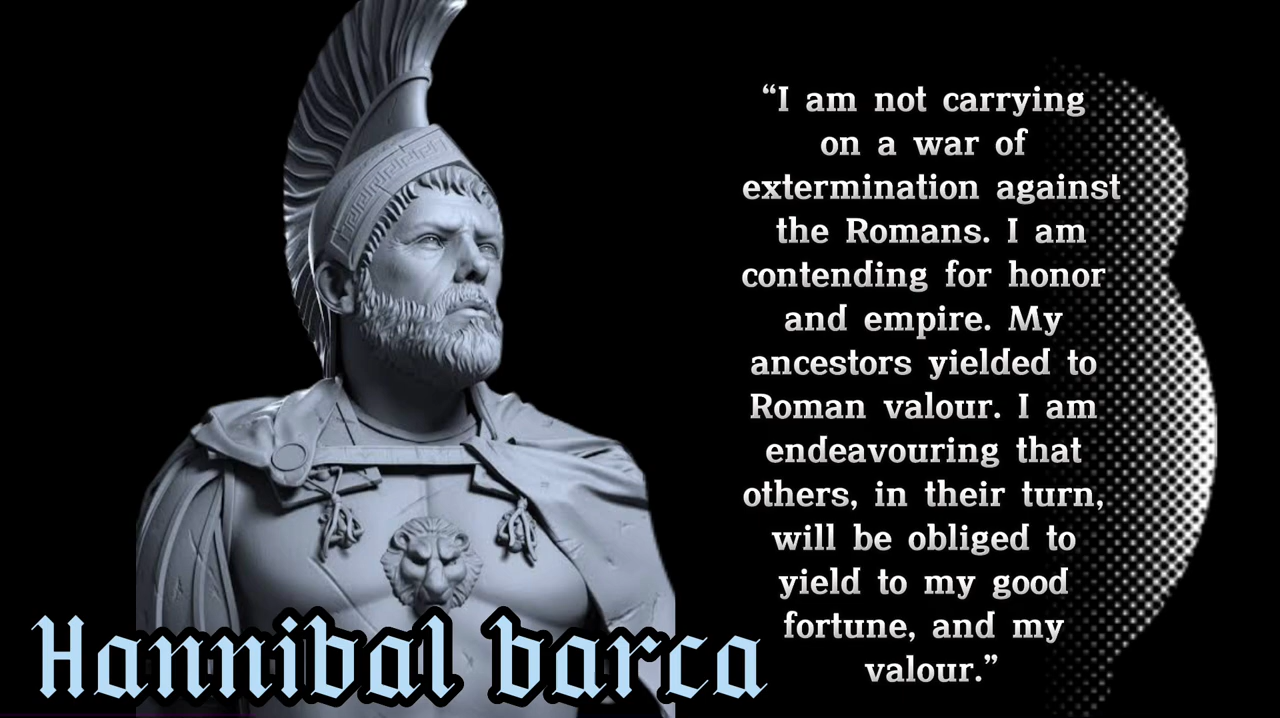 “I am not carrying
on a war of
extermination against
the Romans. I am
contending for honor
and empire. My
ancestors yielded to
Roman valour. I am
endeavouring that
others, in their turn,
will be obliged to
yield to my good
fortune, and my
valour.”
Hannibal barca